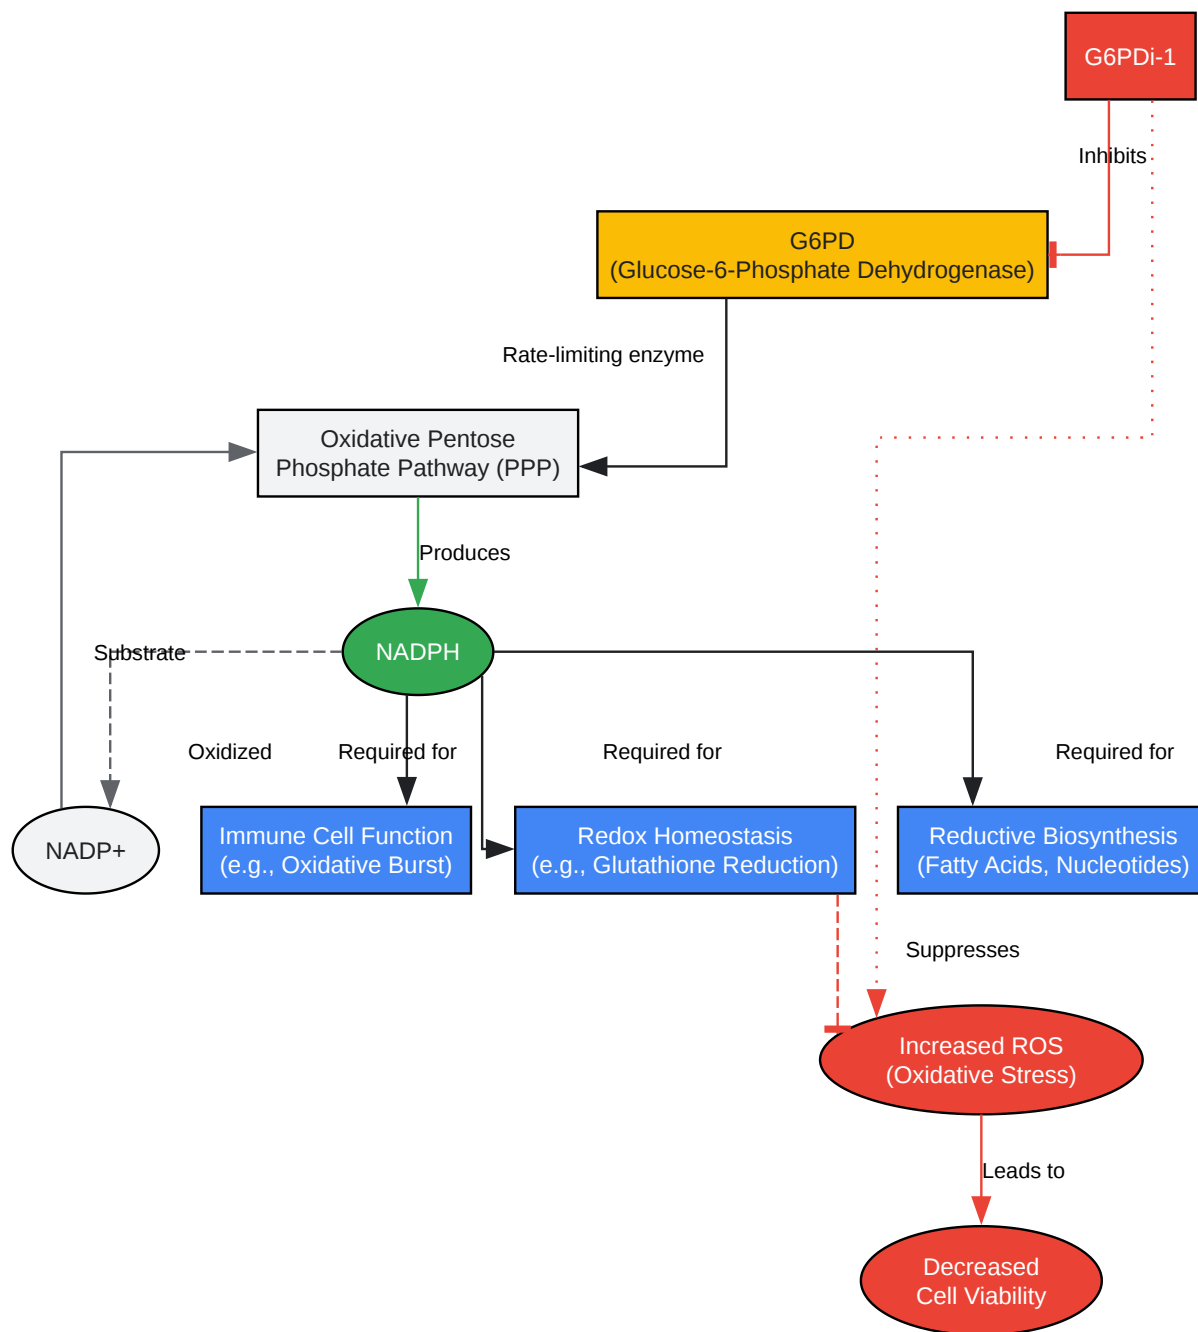 G6PDi-1
Inhibits
G6PD
(Glucose-6-Phosphate Dehydrogenase)
Rate-limiting enzyme
Oxidative Pentose
Phosphate Pathway (PPP)
Produces
Substrate
NADPH
Oxidized
Required for
Required for
Required for
NADP+
Immune Cell Function
(e.g., Oxidative Burst)
Redox Homeostasis
(e.g., Glutathione Reduction)
Reductive Biosynthesis
(Fatty Acids, Nucleotides)
Suppresses
Increased ROS
(Oxidative Stress)
Leads to
Decreased
Cell Viability